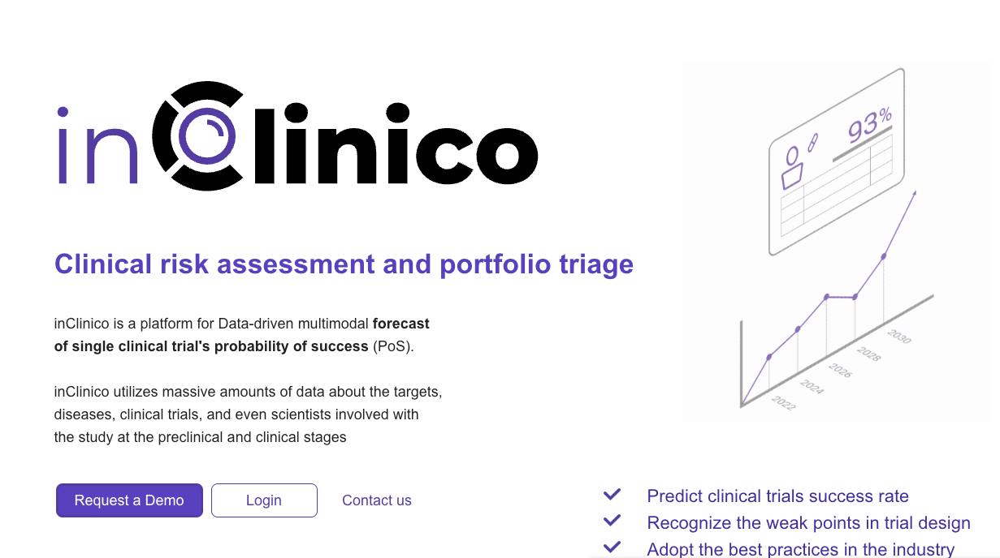 inClinico
93%
Clinical risk assessment and portfolio triage
inClinico is a platform for Data-driven multimodal forecast
of single clinical trial's probability of success (PoS).
inClinico utilizes massive amounts of data about the targets,
diseases, clinical trials, and even scientists involved with
the study at the preclinical and clinical stages
2022
2024
2026
2028
2030
Request a Demo
Login
Contact us
Predict clinical trials success rate
Recognize the weak points in trial design
Adopt the best practices in the industry